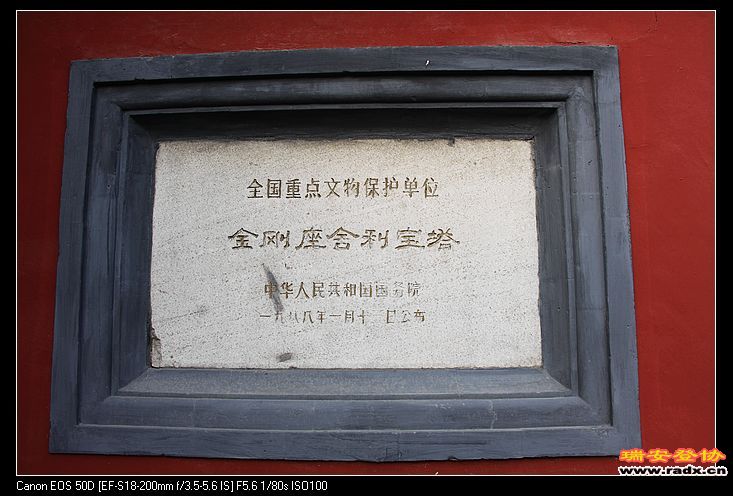 全国重点文物保护单位
金刚座舍利宝塔
中华人民共和国国务院
一九八八年一月十 日公布
瑞安登协
www.radx.cn
Canon EOS 50D [EF-S18-200mm f/3.5-5.6 IS] F5.6 1/80s ISO100